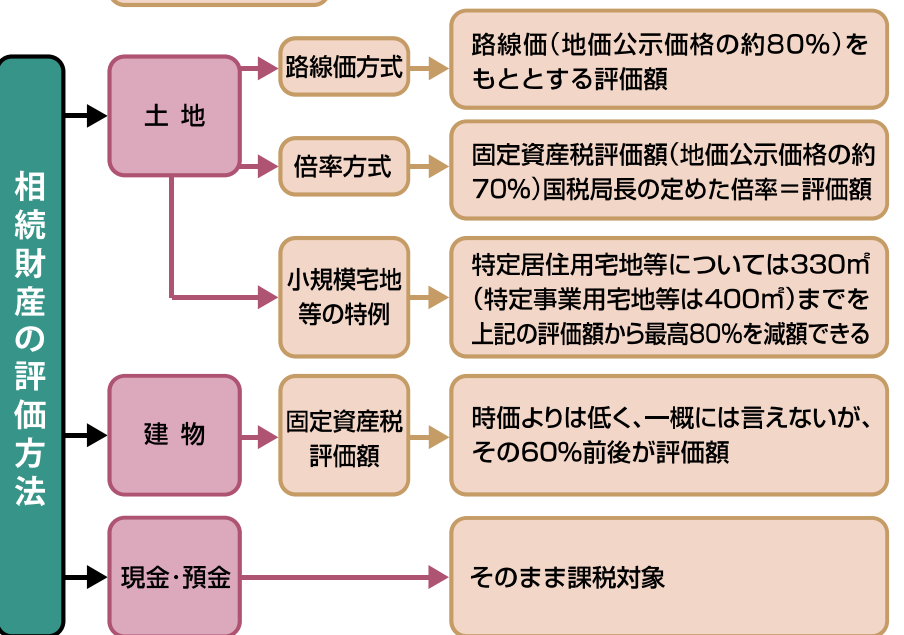 相続財産の評価方法
土地
路線価方式
路線価(地価公示価格の約80%)を
もととする評価額
倍率方式
固定資産税評価額(地価公示価格の約
70%)国税局長の定めた倍率=評価額
小規模宅地
等の特例
特定居住用宅地等については330㎡
(特定事業用宅地等は400㎡)までを
上記の評価額から最高80%を減額できる
建物
固定資産税
評価額
時価よりは低く、一概には言えないが、
その60%前後が評価額
現金・預金
そのまま課税対象